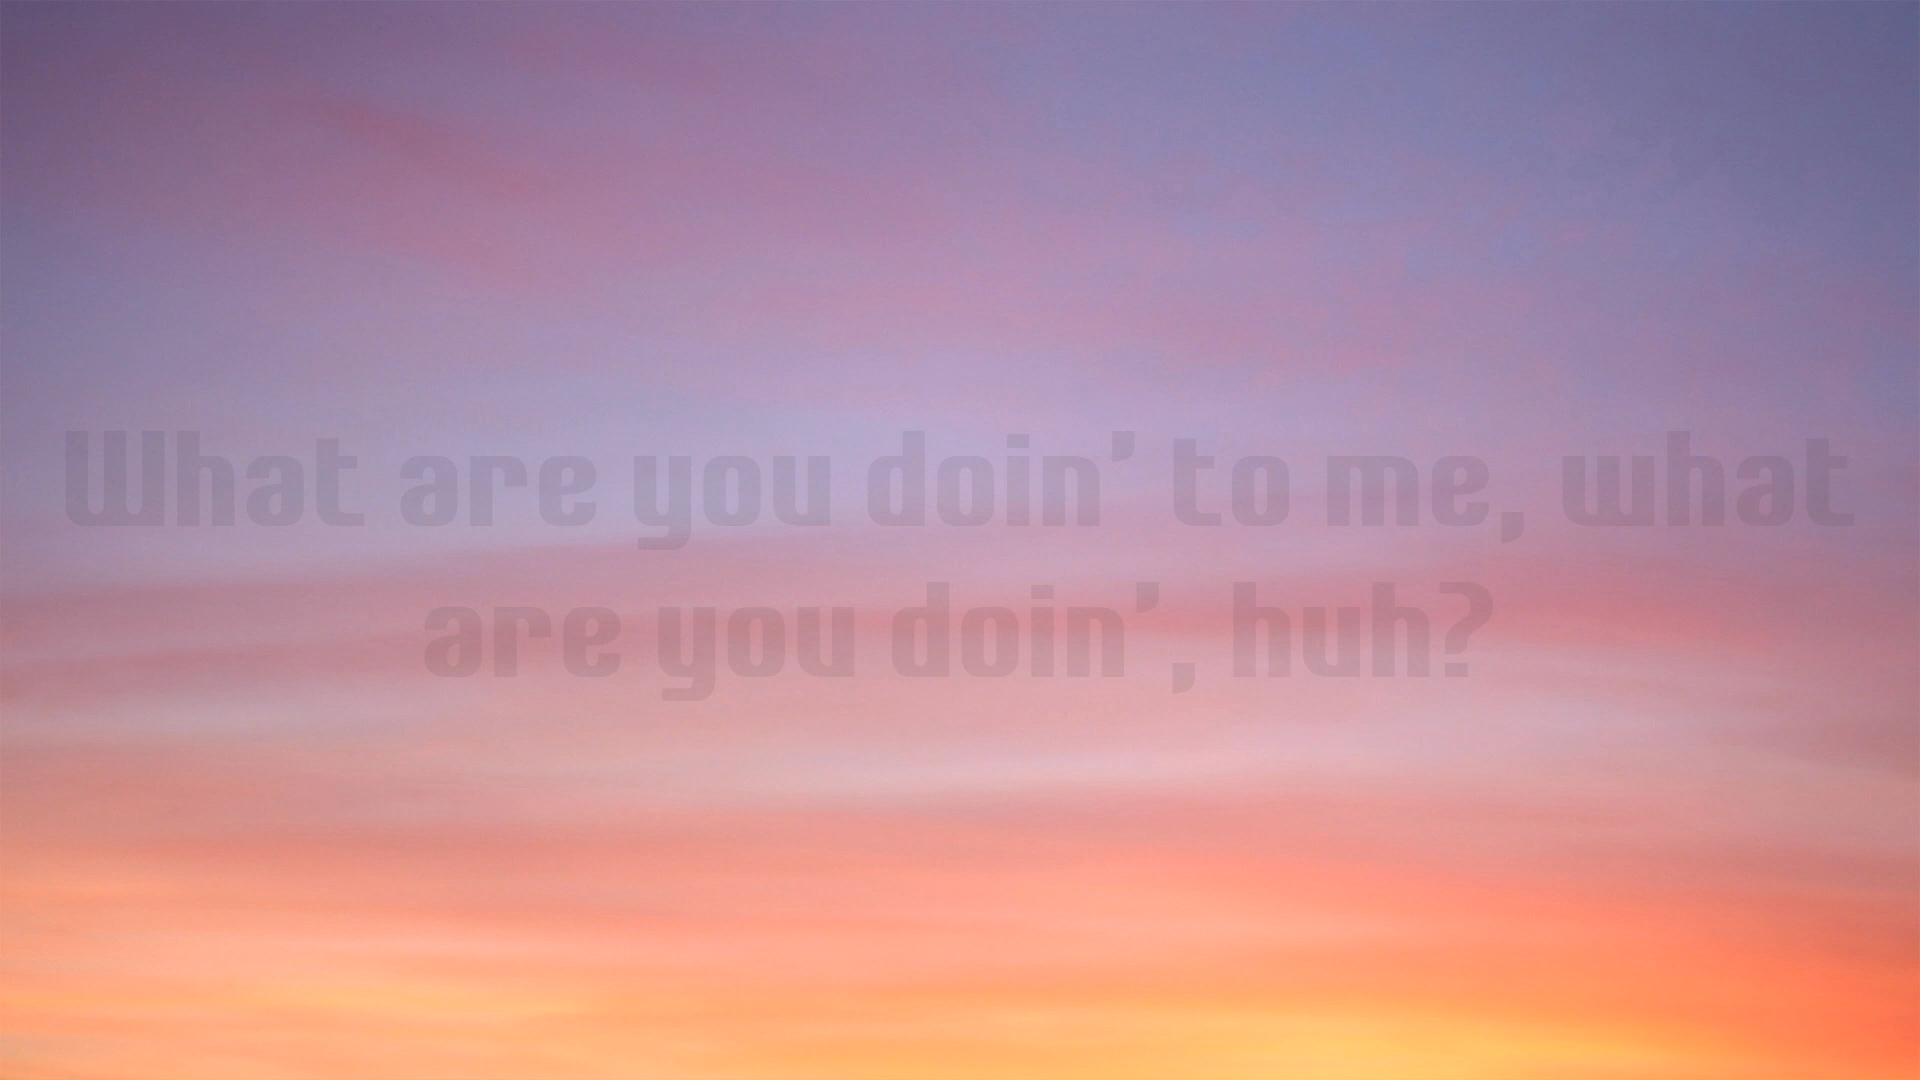 What are you doin’ to me, what
are you doin’, huh?